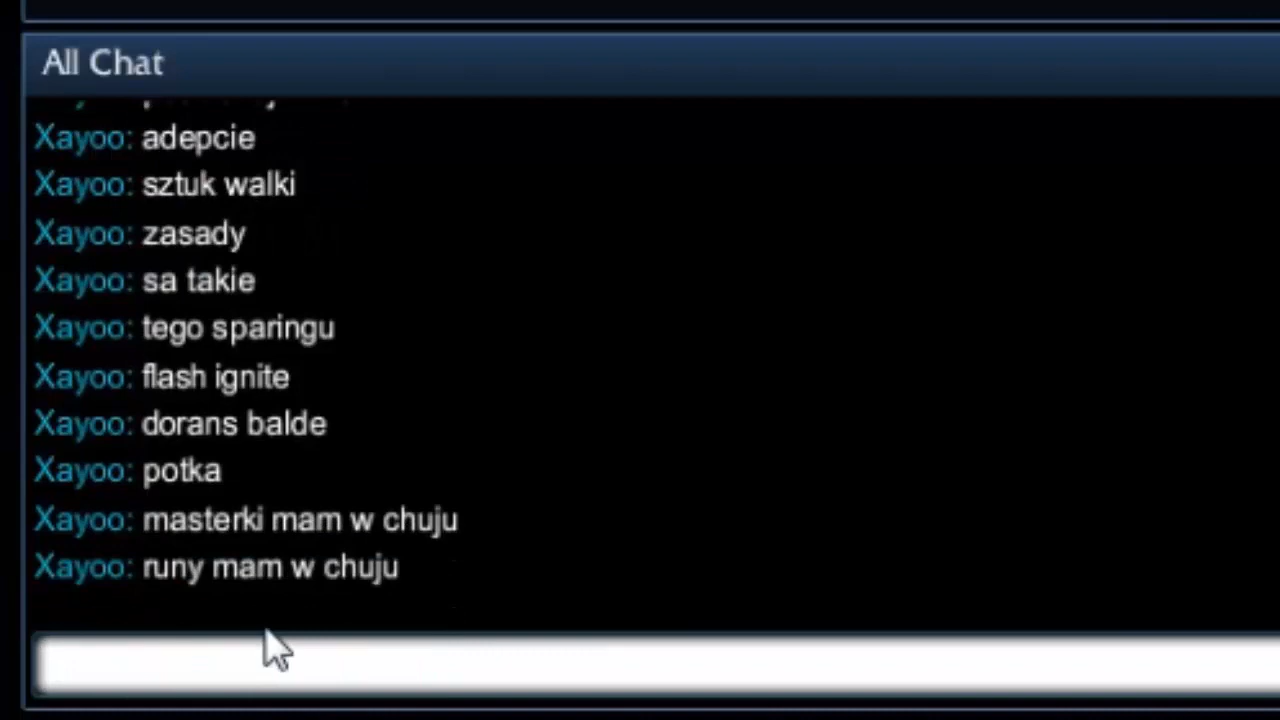 All Chat
Xayoo: adepcie
Xayoo: sztuk walki
Xayoo: zasady
Xayoo: sa takie
Xayoo: tego sparingu
Xayoo: flash ignite
Xayoo: dorans balde
Xayoo: potka
Xayoo: masterki mam w chuju
Xayoo: runy mam w chuju